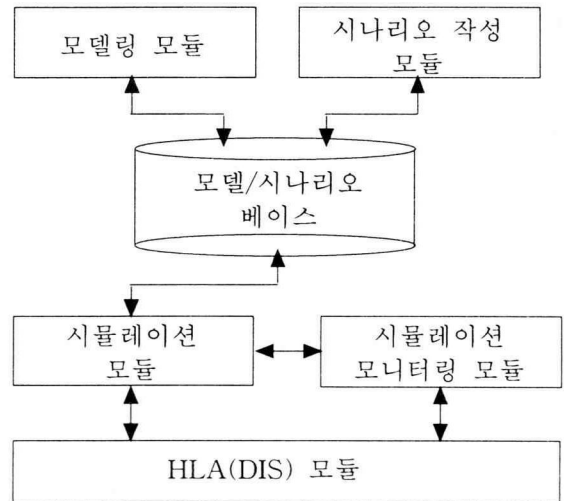 모델링 모듈
시나리오 작성
모듈
모델/시나리오
베이스
시뮬레이션
모듈
시뮬레이션
모니터링 모듈
HLA(DIS) 모듈